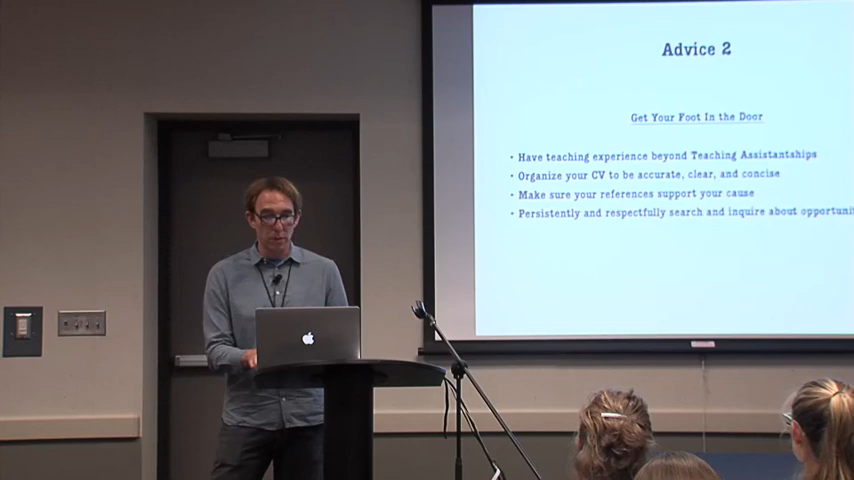 Advice 2
Get Your Foot In the Door
• Have teaching experience beyond Teaching Assistantships
• Organize your CV to be accurate, clear, and concise
• Make sure your references support your cause
• Persistently and respectfully search and inquire about opportuniti